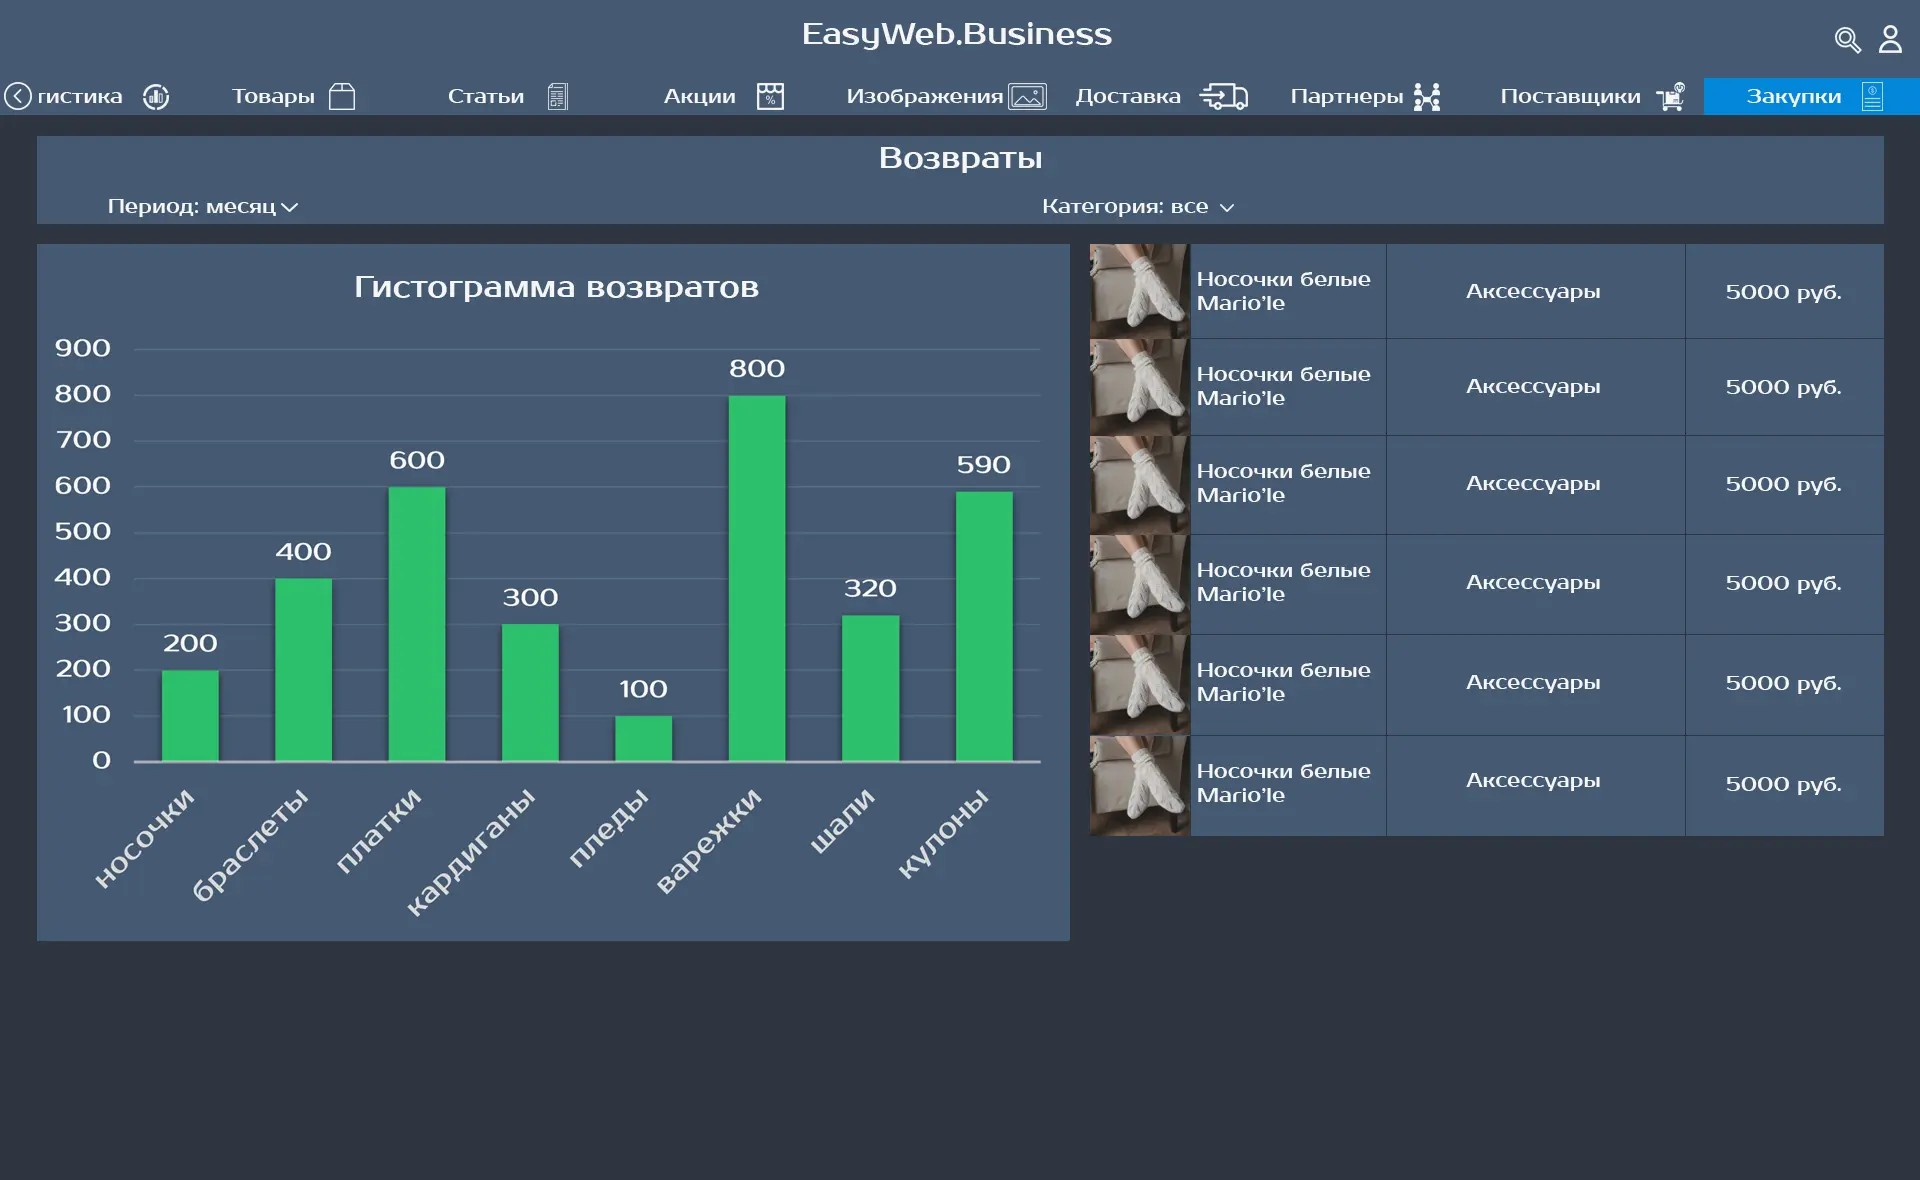 EasyWeb.Business
гистика Товары Статьи Акции Изображения Доставка Партнеры Поставщики Закупки
Возвраты
Период: месяц Категория: все
Гистограмма возвратов
900
800
700
600
500
400
300
200
100
0
200
400
600
300
100
800
320
590
носочки
браслеты
платки
кардиганы
пледы
варежки
шали
кулоны
Носочки белые
Mario’le
Аксессуары
5000 руб.
Носочки белые
Mario’le
Аксессуары
5000 руб.
Носочки белые
Mario’le
Аксессуары
5000 руб.
Носочки белые
Mario’le
Аксессуары
5000 руб.
Носочки белые
Mario’le
Аксессуары
5000 руб.
Носочки белые
Mario’le
Аксессуары
5000 руб.